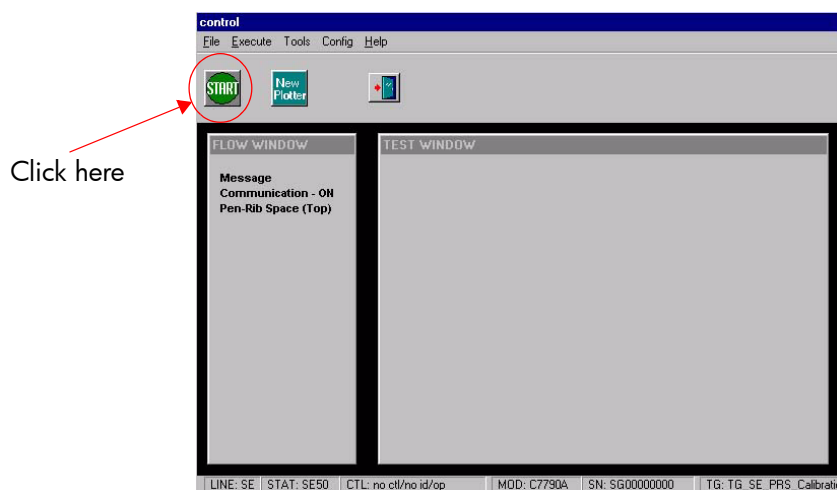 control
File Execute Tools Config Help
START
New
Plotter
Click here
FLOW WINDOW
TEST WINDOW
Message
Communication - ON
Pen-Rib Space (Top)
LINE: SE STAT: SE50 CTL: no ctl/no id/op MOD: C7790A SN: SG00000000 TG: TG_SE_PRS_Calibrati